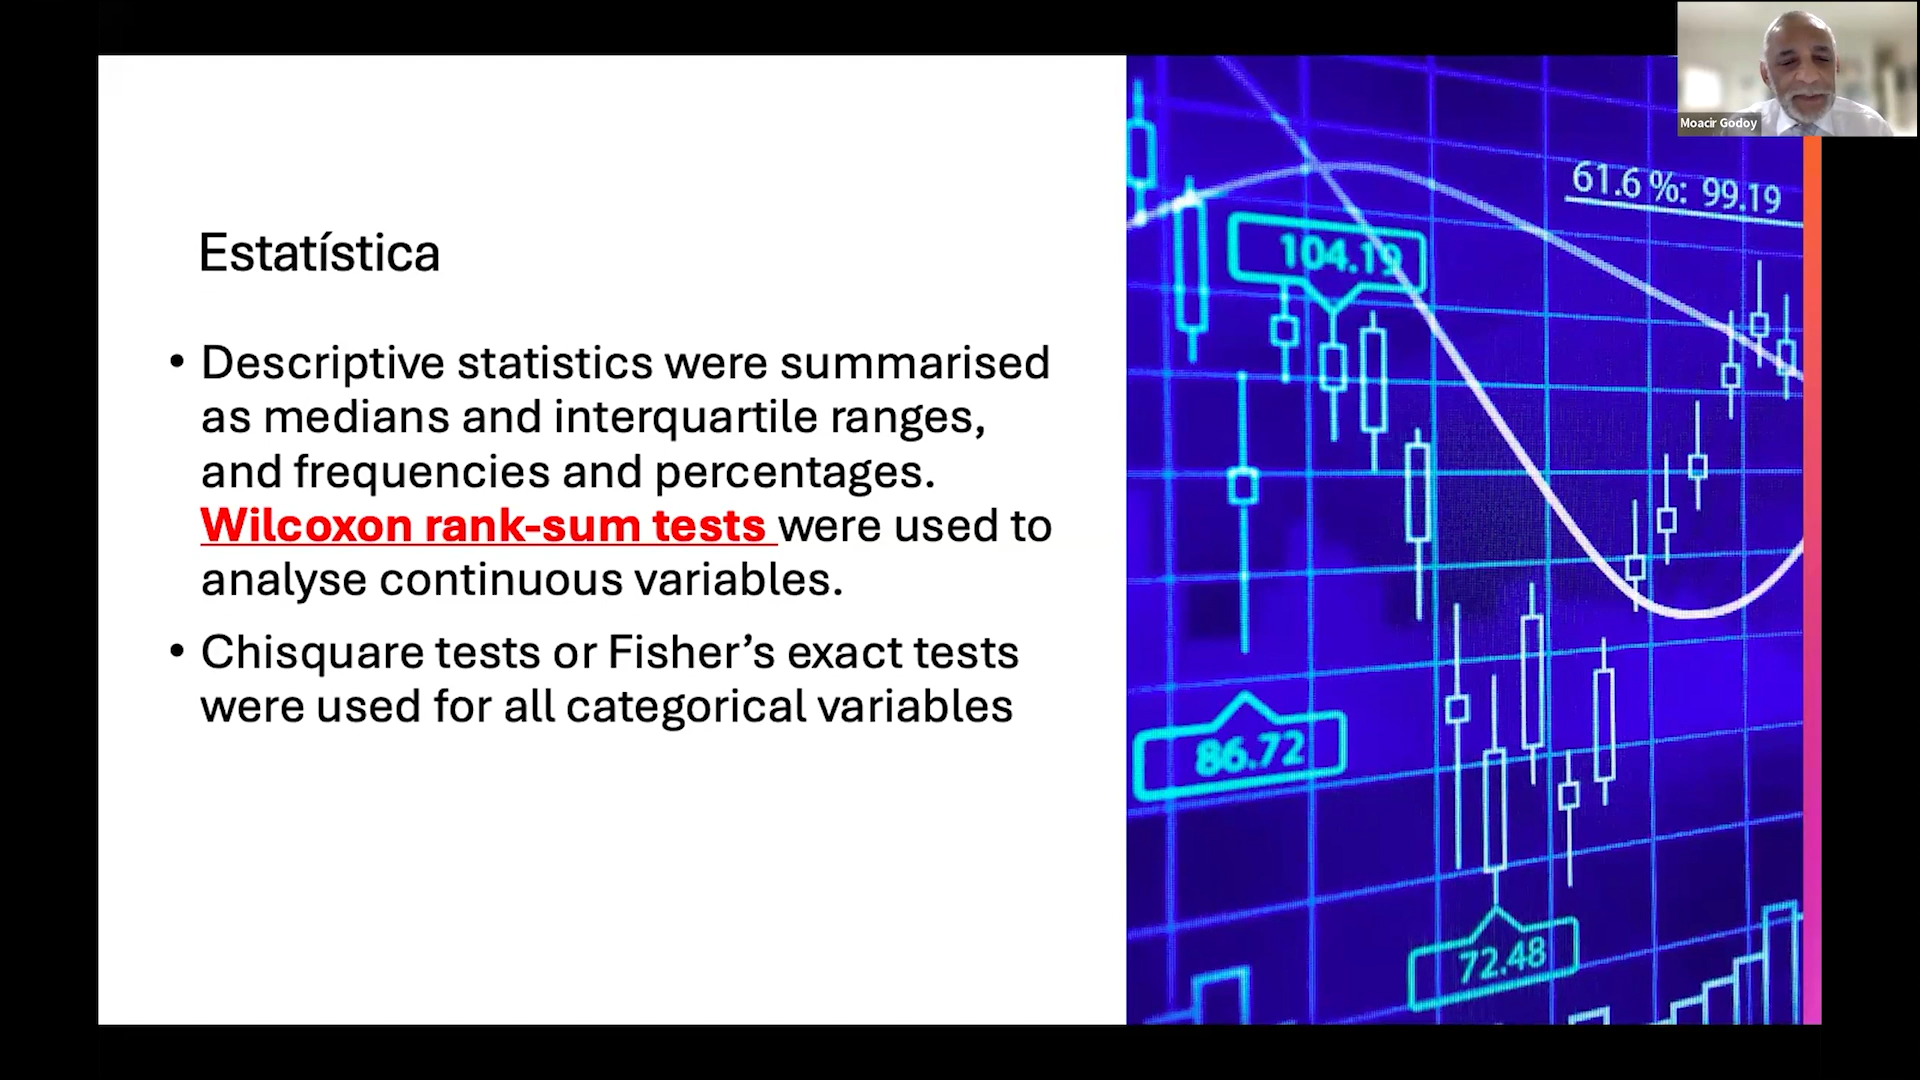 Moacir Godoy
61.6 %: 99.19
104.19
Estatística
• Descriptive statistics were summarised
as medians and interquartile ranges,
and frequencies and percentages.
Wilcoxon rank-sum tests were used to
analyse continuous variables.
• Chisquare tests or Fisher’s exact tests
were used for all categorical variables
86.72
72.48